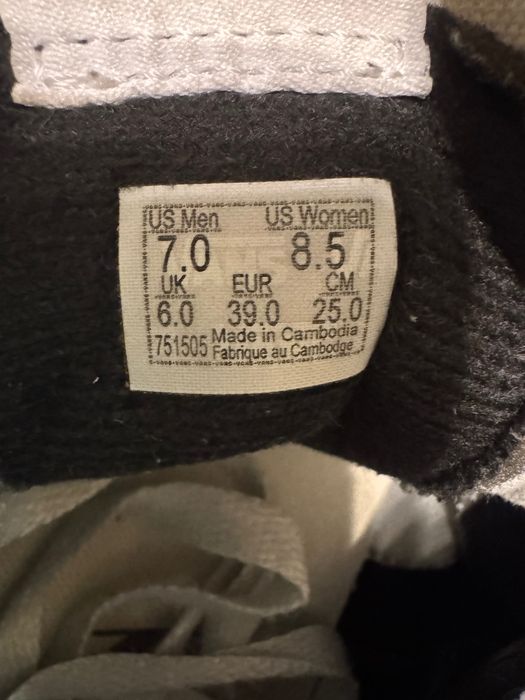 US Men US Women
7.0 8.5
UK EUR CM
6.0 39.0 25.0
751505 Made in Cambodia
Fabrique au Cambodge